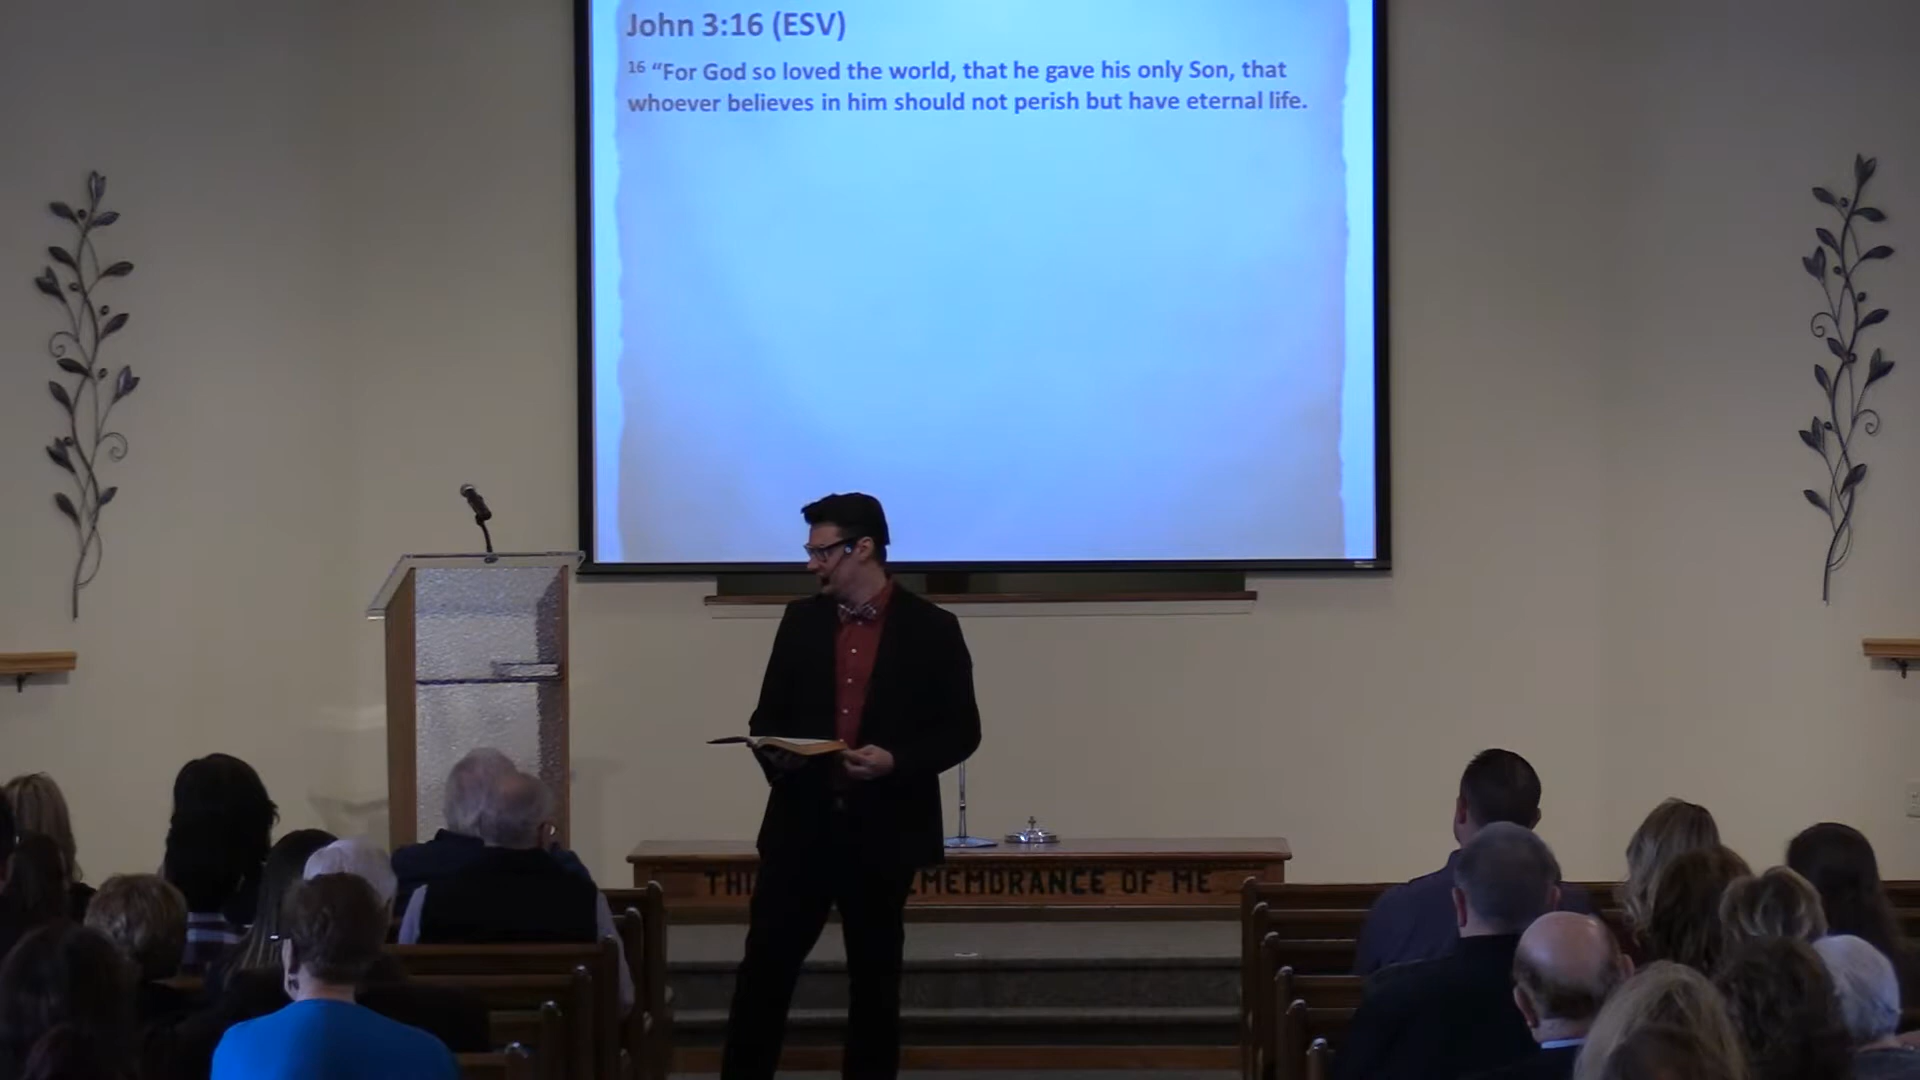 John 3:16 (ESV)
16 “For God so loved the world, that he gave his only Son, that
whoever believes in him should not perish but have eternal life.
THI EMEMBRANCE OF ME